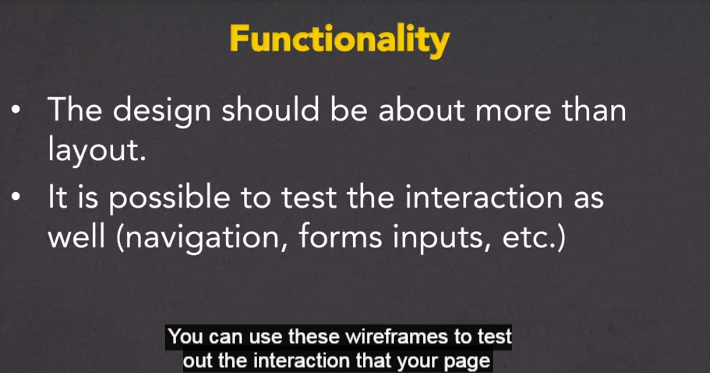 Functionality
• The design should be about more than
layout.
• It is possible to test the interaction as
well (navigation, forms inputs, etc.)
You can use these wireframes to test
out the interaction that your page